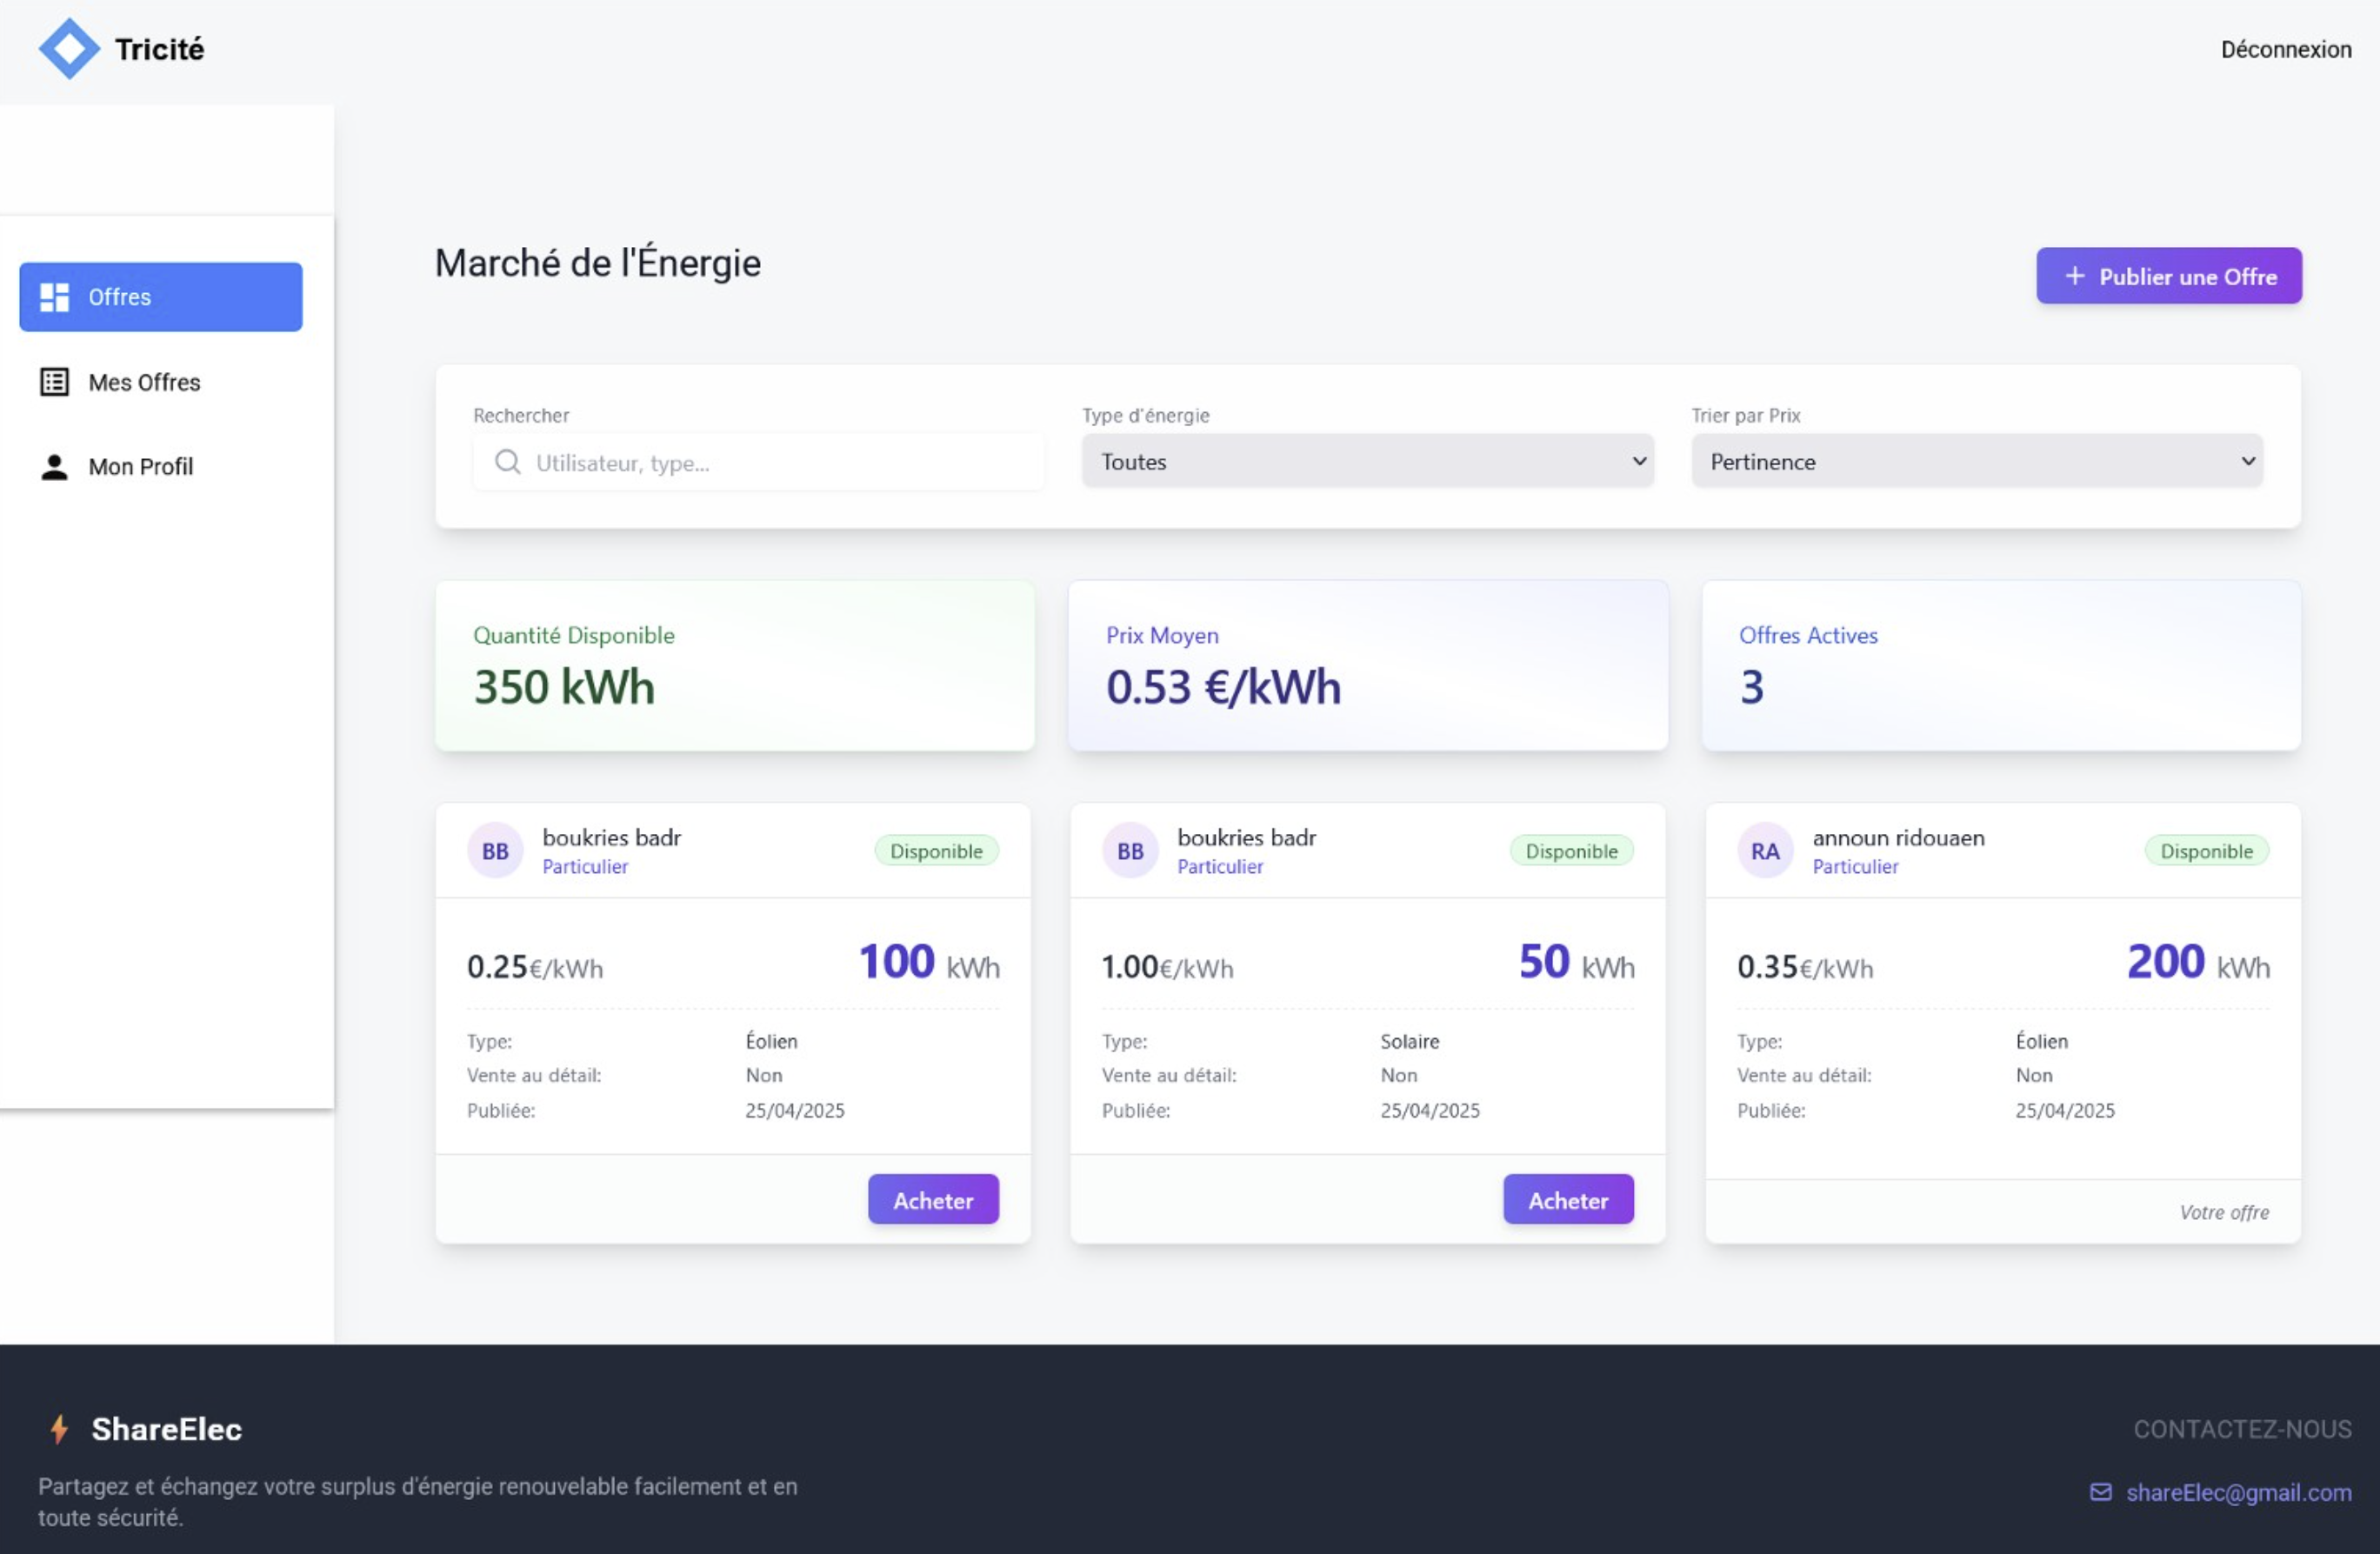 Tricité
Déconnexion
Offres
Mes Offres
Mon Profil
Marché de l'Énergie
+ Publier une Offre
Rechercher
Utilisateur, type...
Type d'énergie
Toutes
Trier par Prix
Pertinence
Quantité Disponible
350 kWh
Prix Moyen
0.53 €/kWh
Offres Actives
3
BB
boukries badr
Particulier
Disponible
0.25€/kWh
100 kWh
Type: Éolien
Vente au détail: Non
Publiée: 25/04/2025
Acheter
BB
boukries badr
Particulier
Disponible
1.00€/kWh
50 kWh
Type: Solaire
Vente au détail: Non
Publiée: 25/04/2025
Acheter
RA
announ ridouaen
Particulier
Disponible
0.35€/kWh
200 kWh
Type: Éolien
Vente au détail: Non
Publiée: 25/04/2025
Votre offre
ShareElec
Partagez et échangez votre surplus d'énergie renouvelable facilement et en
toute sécurité.
CONTACTEZ-NOUS
shareElec@gmail.com